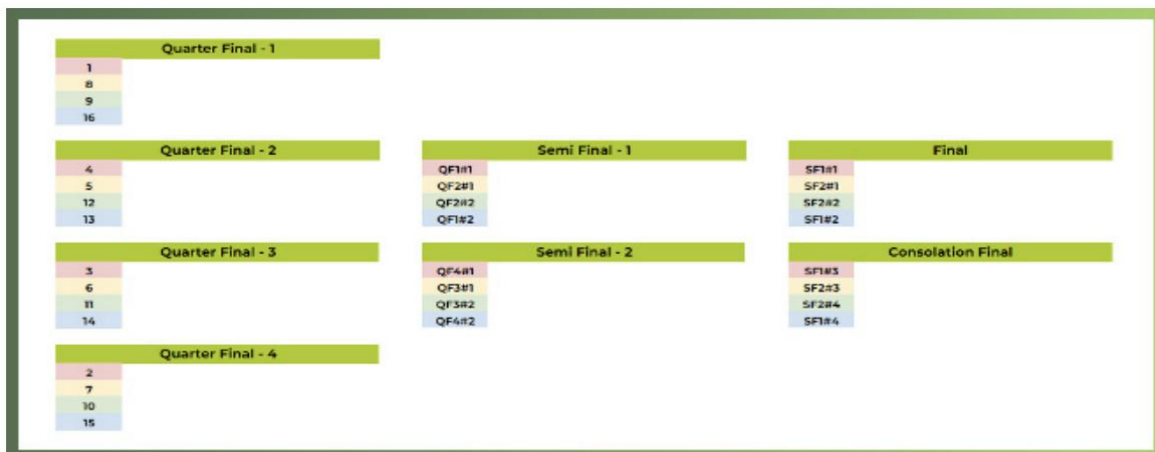 Quarter Final - 1
1
8
9
16
Quarter Final - 2
4
5
12
13
Semi Final - 1
QF1#1
QF2#1
QF2#2
QF1#2
Final
SF1#1
SF2#1
SF2#2
SF1#2
Quarter Final - 3
3
6
11
14
Semi Final - 2
QF4#1
QF3#1
QF3#2
QF4#2
Consolation Final
SF1#3
SF2#3
SF2#4
SF1#4
Quarter Final - 4
2
7
10
15